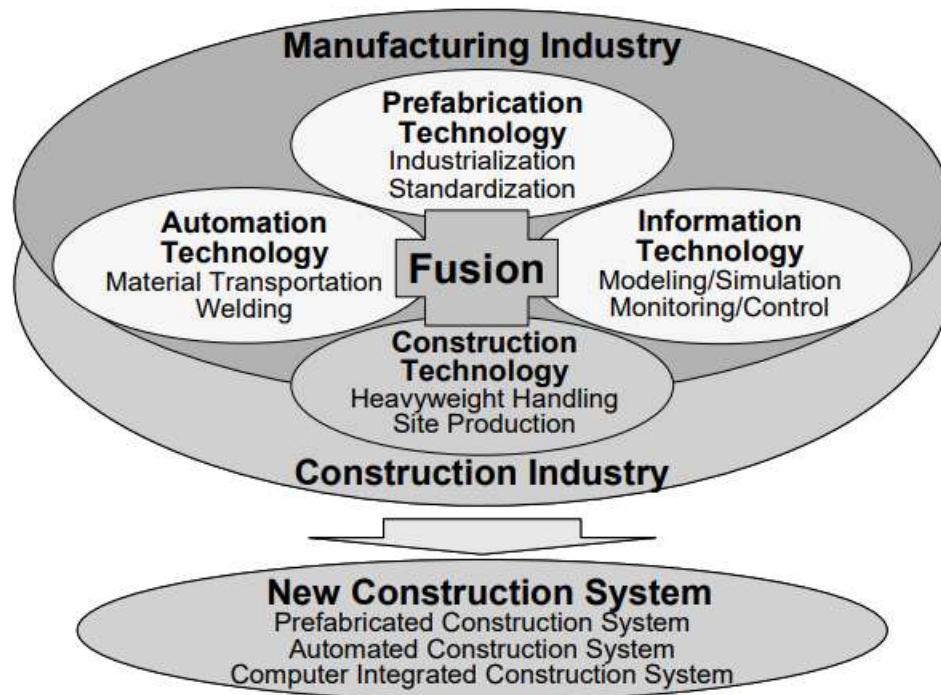 Manufacturing Industry
Prefabrication
Technology
Industrialization
Standardization
Automation
Technology
Material Transportation
Welding
Fusion
Information
Technology
Modeling/Simulation
Monitoring/Control
Construction
Technology
Heavyweight Handling
Site Production
Construction Industry
New Construction System
Prefabricated Construction System
Automated Construction System
Computer Integrated Construction System